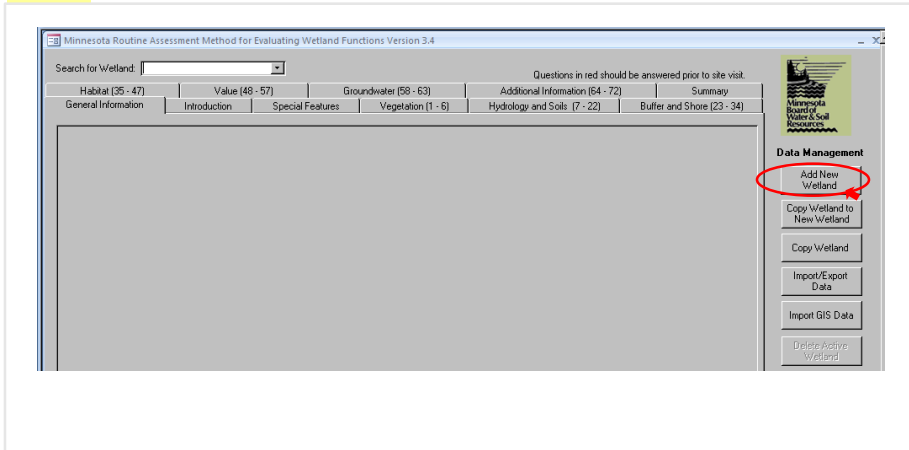 Minnesota Routine Assessment Method for Evaluating Wetland Functions Version 3.4
Search for Wetland:
Questions in red should be answered prior to site visit.
Habitat (35 - 47)
Value (48 - 57)
Groundwater (58 - 63)
Additional Information (64 - 72)
Summary
General Information
Introduction
Special Features
Vegetation (1 - 6)
Hydrology and Soils (7 - 22)
Buffer and Shore (23 - 34)
Minnesota
Board of
Water & Soil
Resources
Data Management
Add New
Wetland
Copy Wetland to
New Wetland
Copy Wetland
Import/Export
Data
Import GIS Data
Delete Active
Wetland